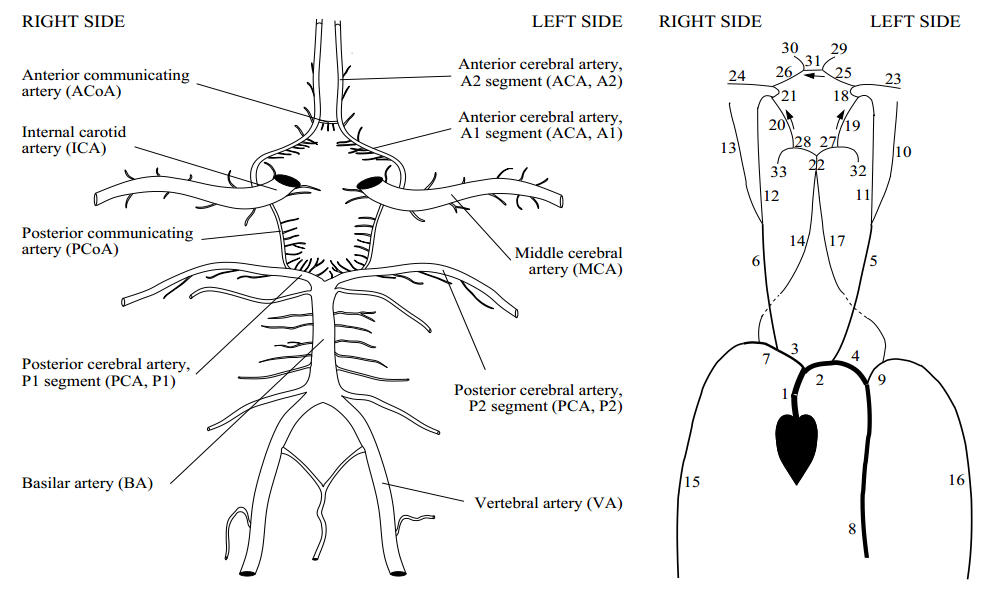 RIGHT SIDE
LEFT SIDE
Anterior communicating
artery (ACoA)
Internal carotid
artery (ICA)
Posterior communicating
artery (PCoA)
Posterior cerebral artery,
P1 segment (PCA, P1)
Basilar artery (BA)
Anterior cerebral artery,
A2 segment (ACA, A2)
Anterior cerebral artery,
A1 segment (ACA, A1)
Middle cerebral
artery (MCA)
Posterior cerebral artery,
P2 segment (PCA, P2)
Vertebral artery (VA)
RIGHT SIDE
LEFT SIDE
30
29
31
24
26
25
23
21
18
20
19
28
27
13
10
33
22
32
12
11
14
17
6
5
3
4
7
2
9
1
15
16
8